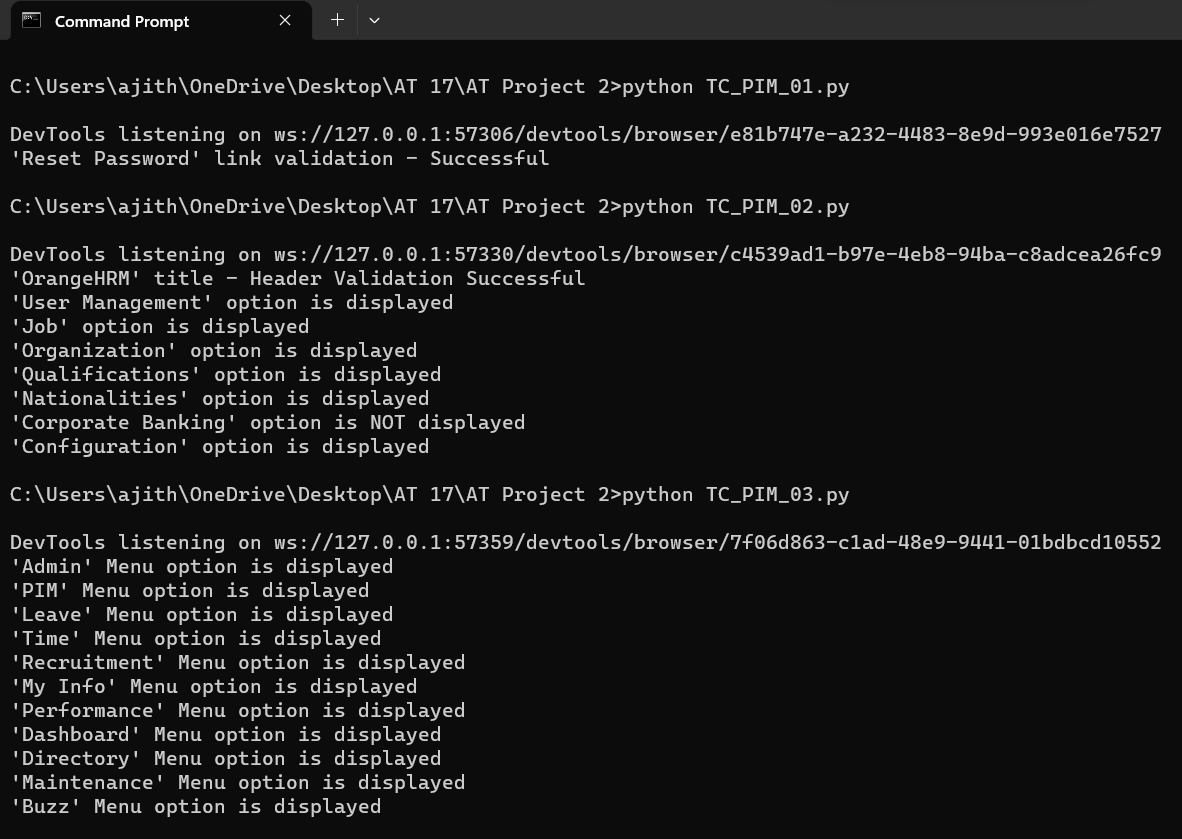 Command Prompt
C:\Users\ajith\OneDrive\Desktop\AT 17\AT Project 2>python TC_PIM_01.py
DevTools listening on ws://127.0.0.1:57306/devtools/browser/e81b747e-a232-4483-8e9d-993e016e7527
'Reset Password' link validation - Successful
C:\Users\ajith\OneDrive\Desktop\AT 17\AT Project 2>python TC_PIM_02.py
DevTools listening on ws://127.0.0.1:57330/devtools/browser/c4539ad1-b97e-4eb8-94ba-c8adcea26fc9
'OrangeHRM' title - Header Validation Successful
'User Management' option is displayed
'Job' option is displayed
'Organization' option is displayed
'Qualifications' option is displayed
'Nationalities' option is displayed
'Corporate Banking' option is NOT displayed
'Configuration' option is displayed
C:\Users\ajith\OneDrive\Desktop\AT 17\AT Project 2>python TC_PIM_03.py
DevTools listening on ws://127.0.0.1:57359/devtools/browser/7f06d863-c1ad-48e9-9441-01bdbcd10552
'Admin' Menu option is displayed
'PIM' Menu option is displayed
'Leave' Menu option is displayed
'Time' Menu option is displayed
'Recruitment' Menu option is displayed
'My Info' Menu option is displayed
'Performance' Menu option is displayed
'Dashboard' Menu option is displayed
'Directory' Menu option is displayed
'Maintenance' Menu option is displayed
'Buzz' Menu option is displayed